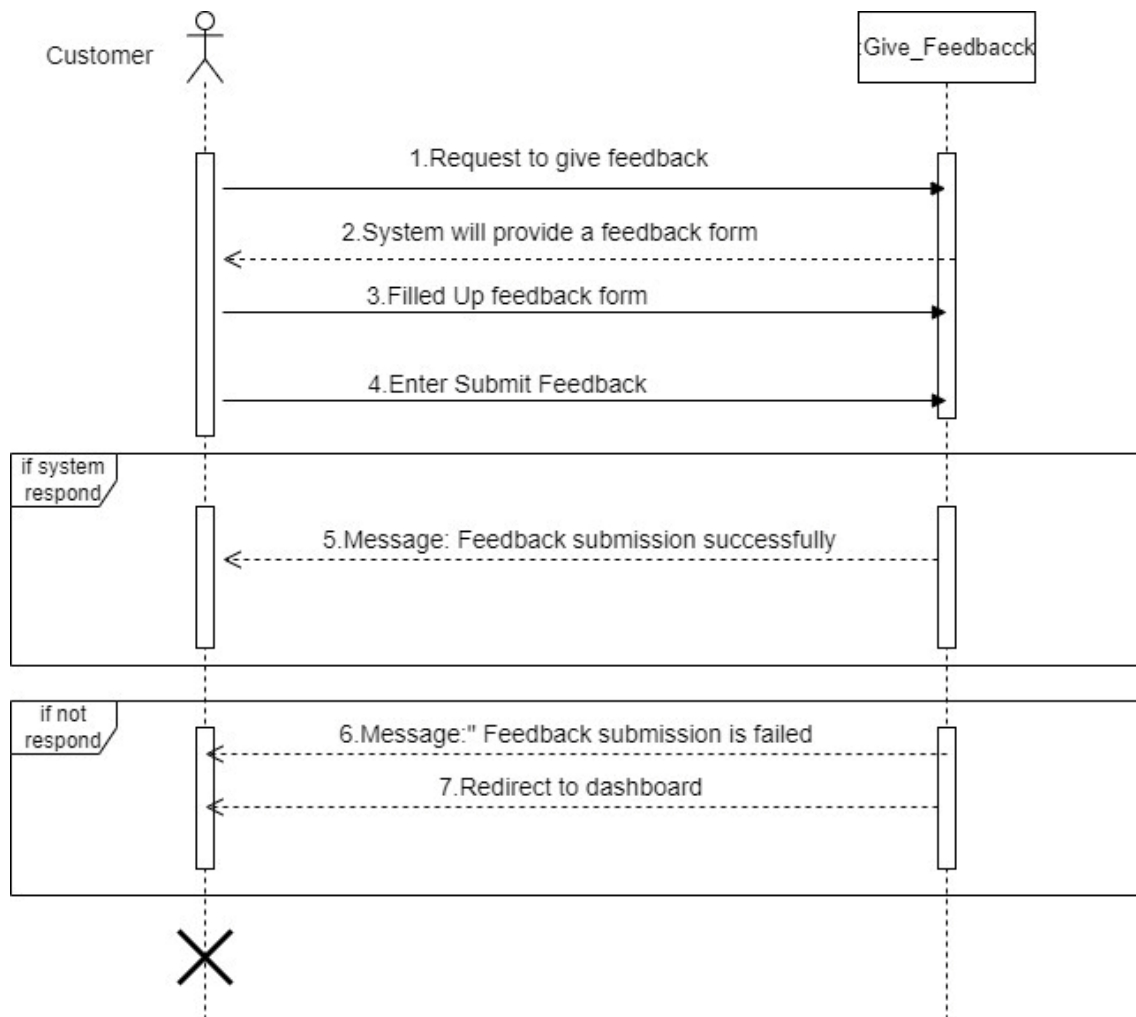 Customer
:Give_Feedbacck
1.Request to give feedback
2.System will provide a feedback form
3.Filled Up feedback form
4.Enter Submit Feedback
if system
respond
5.Message: Feedback submission successfully
if not
respond
6.Message:" Feedback submission is failed
7.Redirect to dashboard